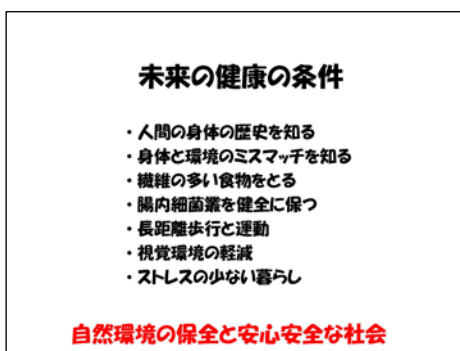 未来の健康の条件
・人間の身体の歴史を知る
・身体と環境のミスマッチを知る
・繊維の多い食物をとる
・腸内細菌叢を健全に保つ
・長距離歩行と運動
・視覚環境の軽減
・ストレスの少ない暮らし
自然環境の保全と安心安全な社会